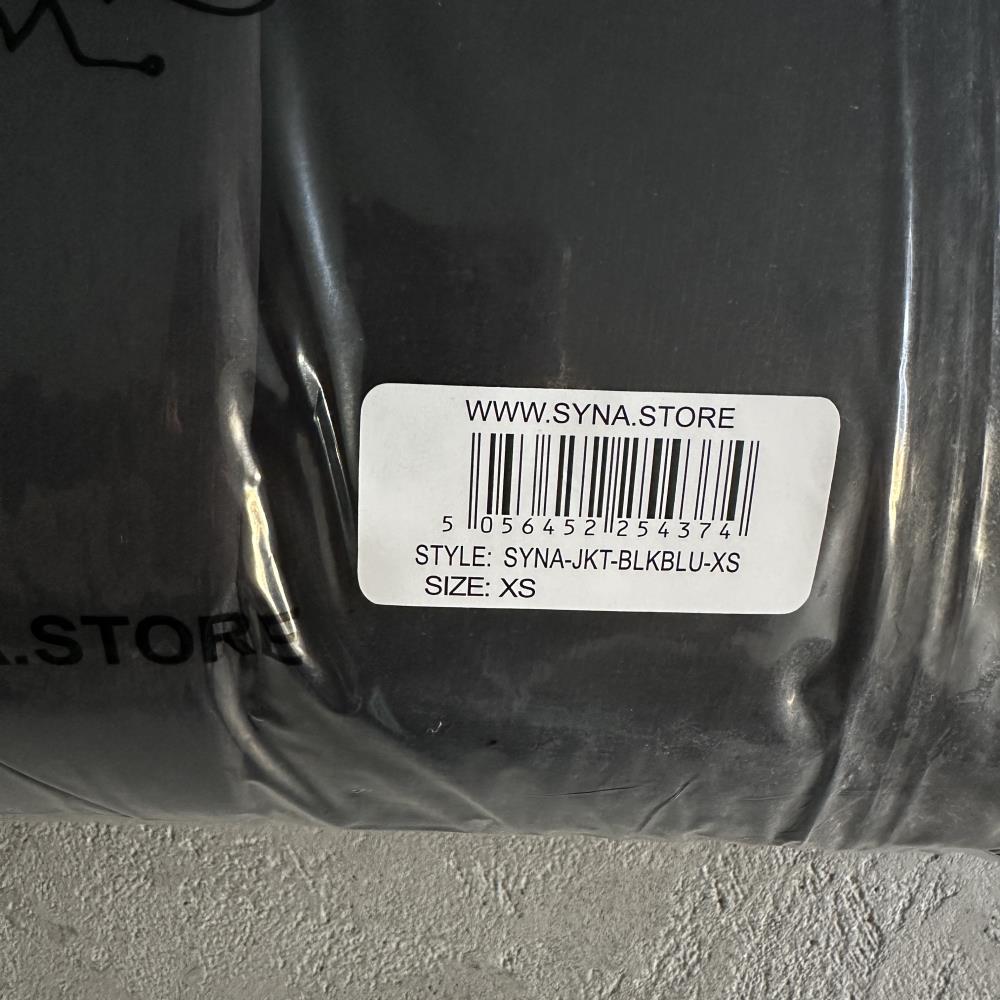 WWW.SYNA.STORE
5 056452 254374
STYLE: SYNA-JKT-BLKBLU-XS
SIZE: XS
.STORE